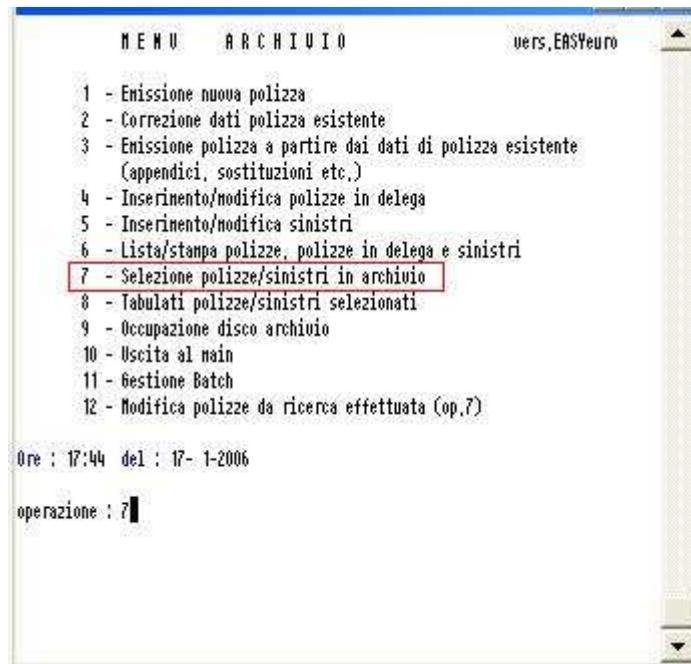 MENU ARCHIVIO vers.EASYeuro
1 - Emissione nuova polizza
2 - Correzione dati polizza esistente
3 - Emissione polizza a partire dai dati di polizza esistente
(appendici, sostituzioni etc.)
4 - Inserimento/modifica polizze in delega
5 - Inserimento/modifica sinistri
6 - Lista/stampa polizze, polizze in delega e sinistri
7 - Selezione polizze/sinistri in archivio
8 - Tabulati polizze/sinistri selezionati
9 - Occupazione disco archivio
10 - Uscita al main
11 - Gestione Batch
12 - Modifica polizze da ricerca effettuata (op.7)
Ore : 17:44 del : 17- 1-2006
operazione : 7